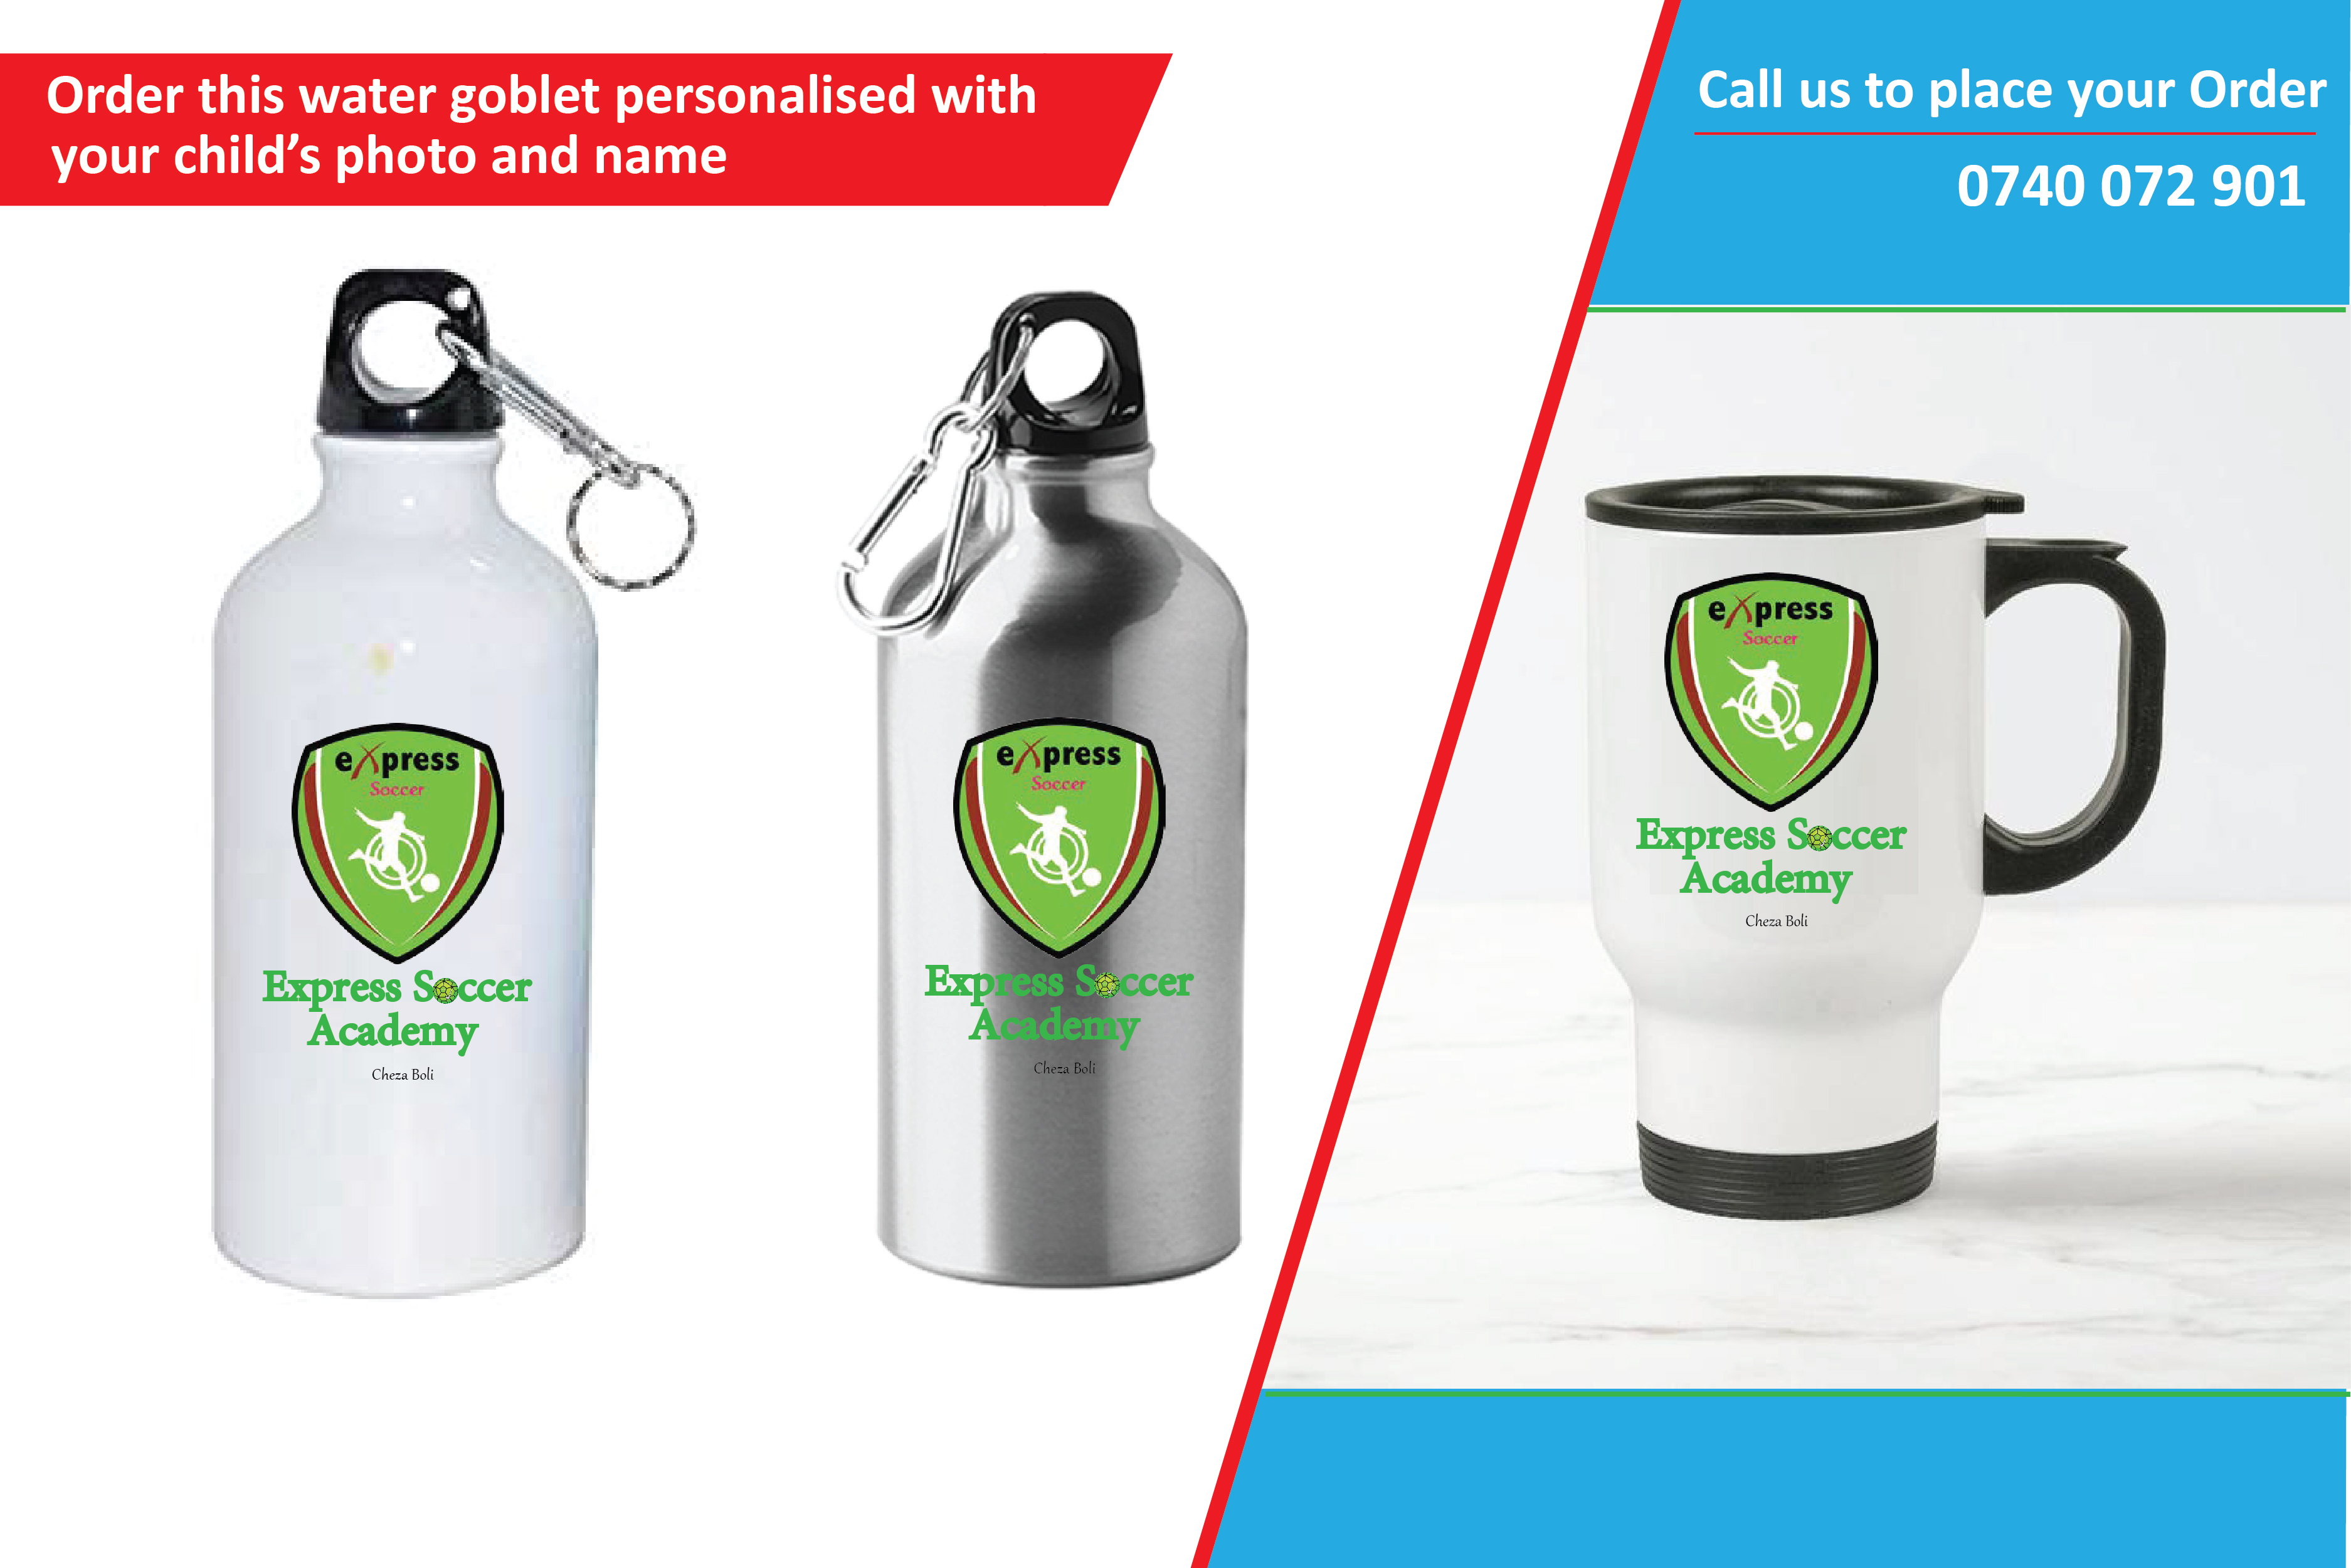 Order this water goblet personalised with
your child's photo and name
Call us to place your Order
0740 072 901
eXpress
Soccer
Express Soccer
Academy
Cheza Boli
eXpress
Soccer
Express Soccer
Academy
Cheza Boli
eXpress
Soccer
Express Soccer
Academy
Cheza Boli